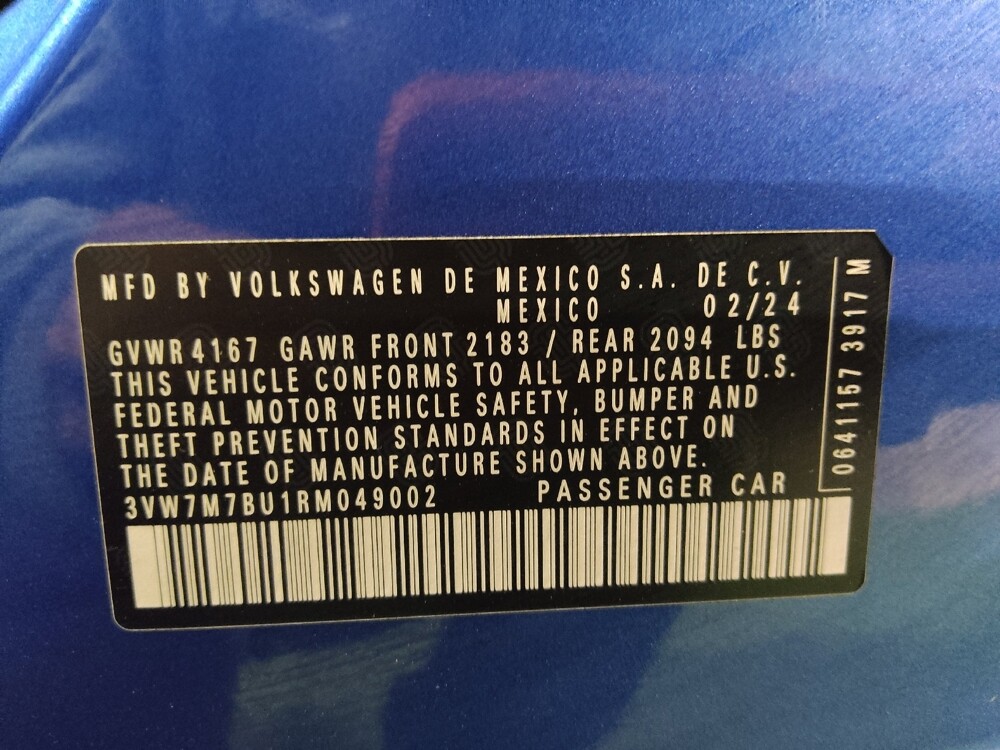 MFD BY VOLKSWAGEN DE MEXICO S.A. DE C.V.
MEXICO 02/24
GVWR 4167 GAWR FRONT 2183 / REAR 2094 LBS
THIS VEHICLE CONFORMS TO ALL APPLICABLE U.S.
FEDERAL MOTOR VEHICLE SAFETY, BUMPER AND
THEFT PREVENTION STANDARDS IN EFFECT ON
THE DATE OF MANUFACTURE SHOWN ABOVE.
3VW7M7BU1RM049002 PASSENGER CAR
0641157 3917 M